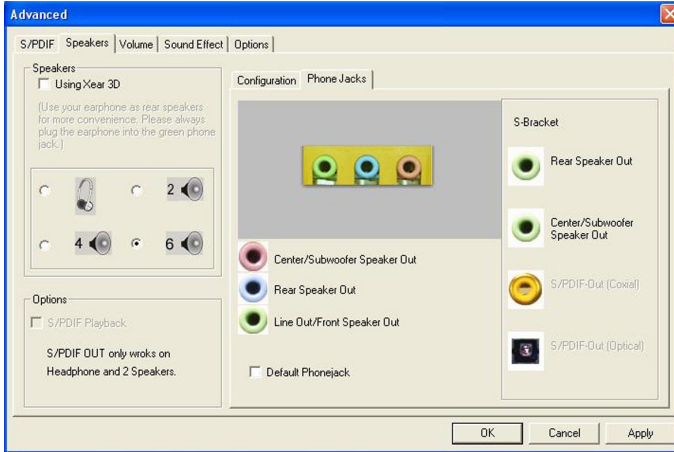 Advanced
S/PDIF Speakers Volume Sound Effect Options
Speakers
Using Xear 3D
(Use your earphone as rear speakers
for more convenience. Please always
plug the earphone into the green phone
jack.)
2
4 6
Options
S/PDIF Playback
S/PDIF OUT only wroks on
Headphone and 2 Speakers.
Configuration Phone Jacks
Center/Subwoofer Speaker Out
Rear Speaker Out
Line Out/Front Speaker Out
Default Phonejack
S-Bracket
Rear Speaker Out
Center/Subwoofer
Speaker Out
S/PDIF-Out (Coxial)
S/PDIF-Out (Optical)
OK Cancel Apply